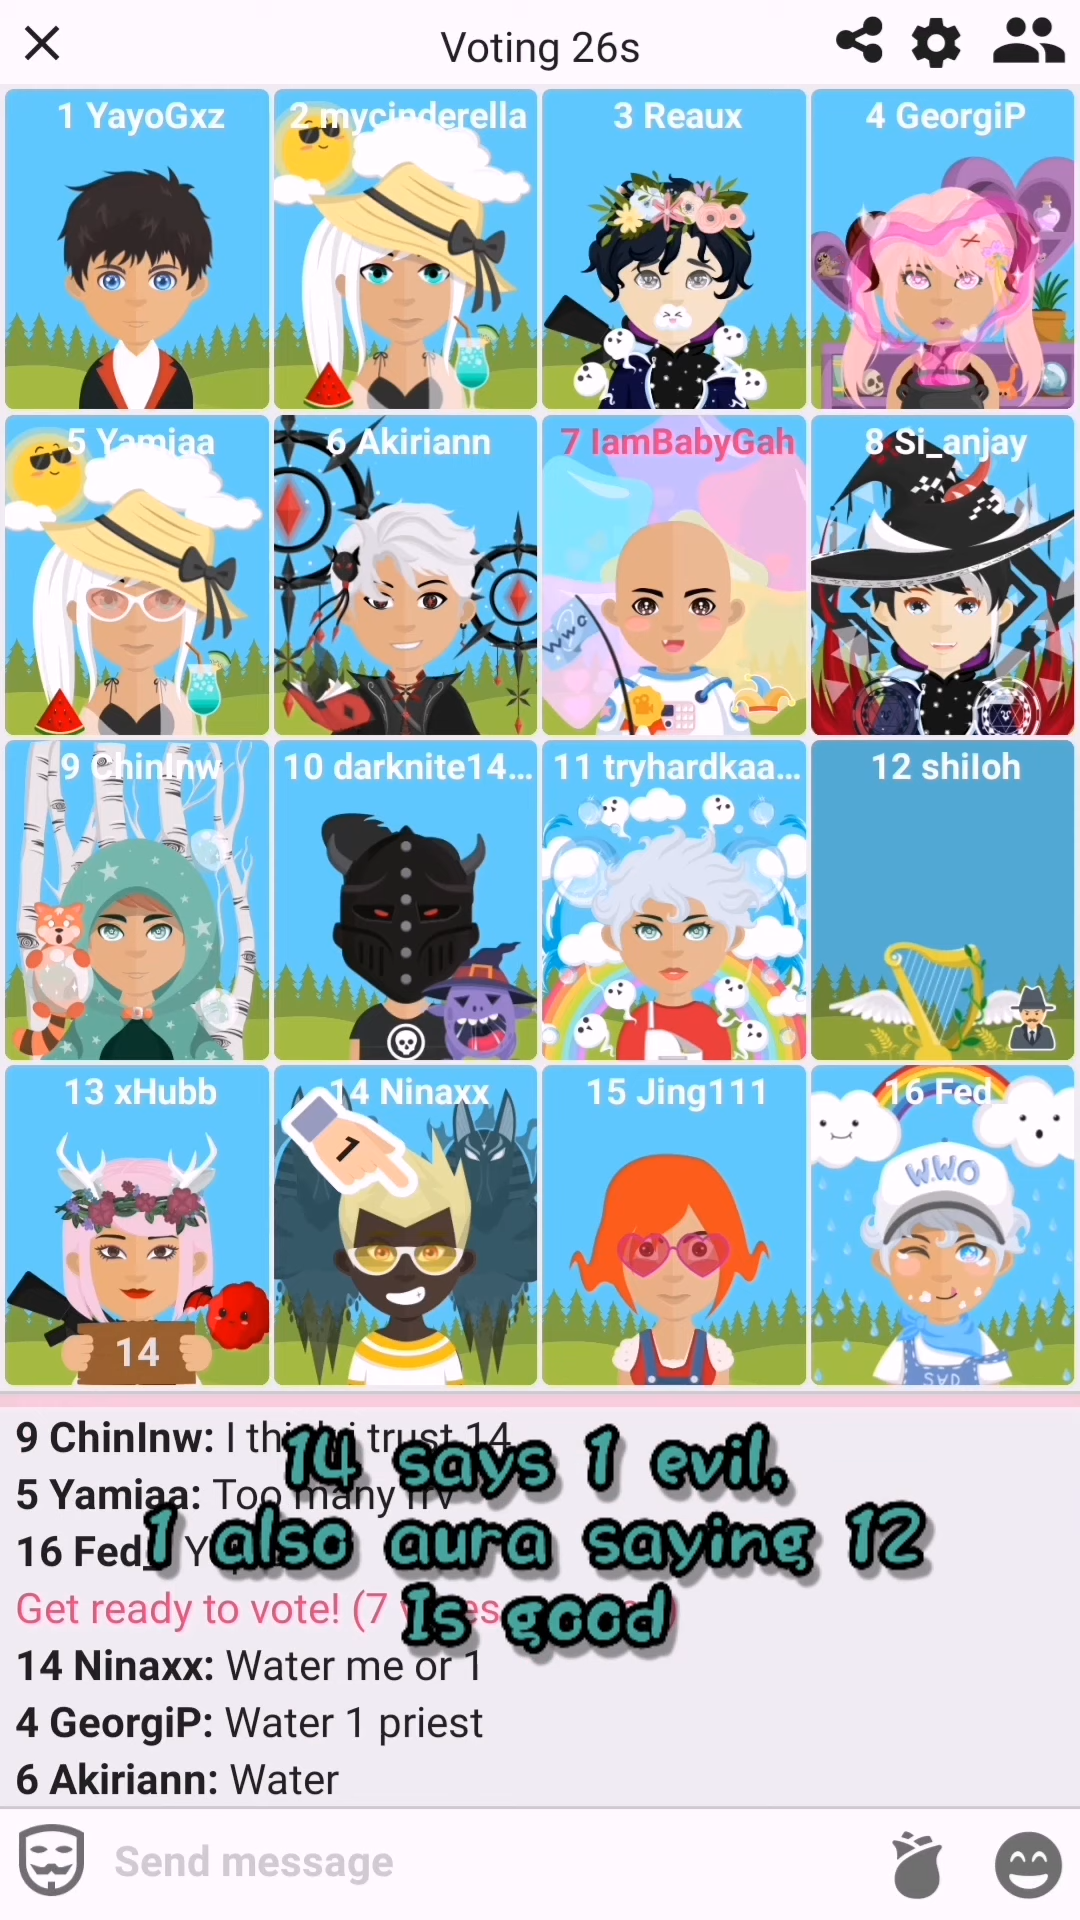 Voting 26s
1 YayoGxz
2 mycinderella
3 Reaux
4 GeorgiP
5 Yamiaa
6 Akiriann
7 IamBabyGah
8 Si_anjay
9 ChinInw
10 darknite14...
11 tryhardkaa...
12 shiloh
13 xHubb
14 Ninaxx
15 Jing111
16 Fed_
wwo
1
W.W.O
14
SAD
9 ChinInw: I think i trust 14
5 Yamiaa: Too many
16 Fed_:
Get ready to vote! (7
14 Ninaxx: Water me or 1
4 GeorgiP: Water 1 priest
6 Akiriann: Water
14 says 1 evil,
1 also aura saying 12
Is good
Send message